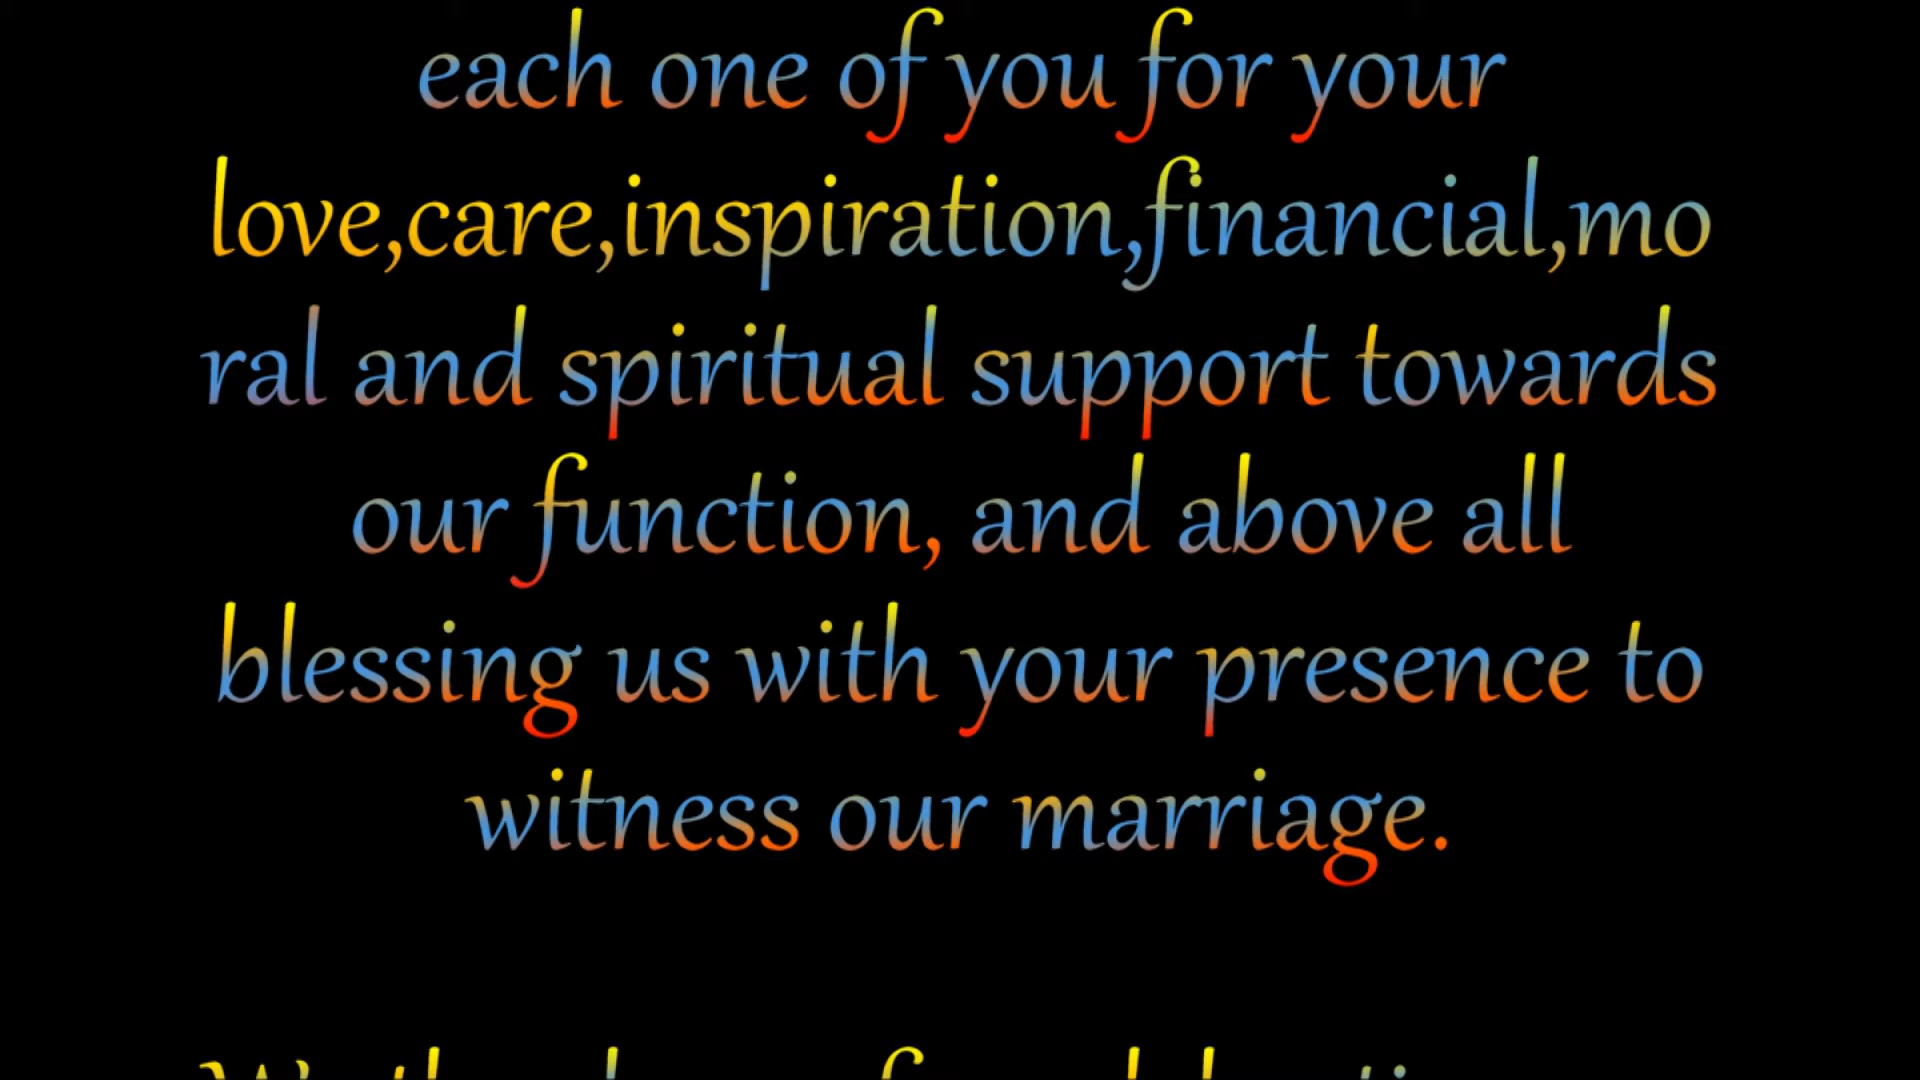 each one of you for your
love,care,inspiration,financial,mo
ral and spiritual support towards
our function, and above all
blessing us with your presence to
witness our marriage.